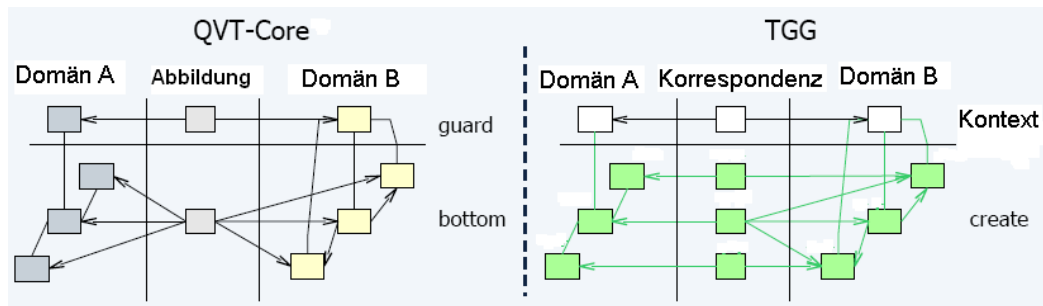 QVT-Core
TGG
Domän A
Abbildung
Domän B
Domän A
Korrespondenz
Domän B
guard
Kontext
bottom
create